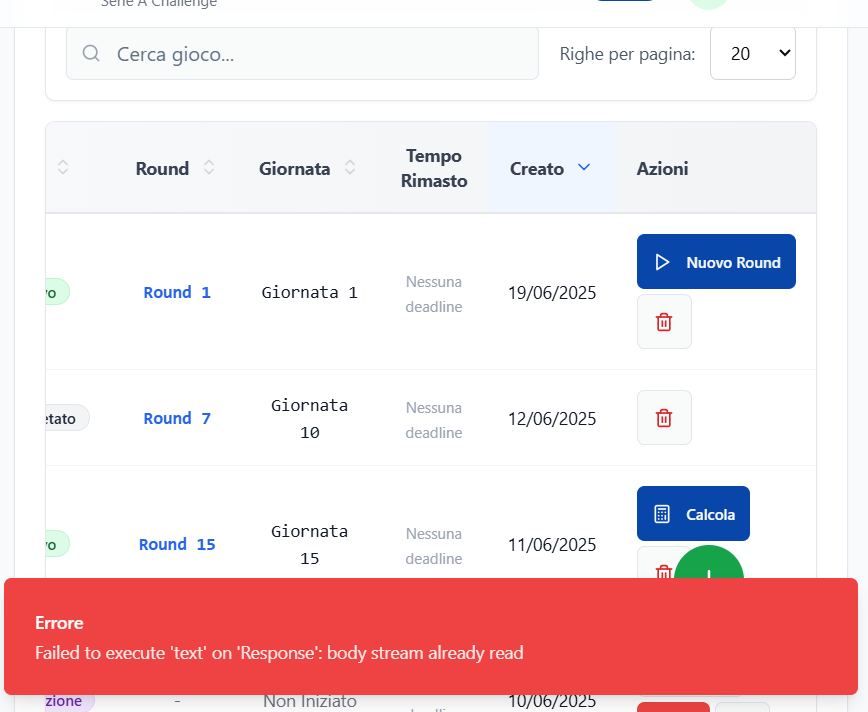 Serie A Challenge
Cerca gioco...
Righe per pagina:
20
Round
Giornata
Tempo
Rimasto
Creato
Azioni
vo
Round 1
Giornata 1
Nessuna
deadline
19/06/2025
Nuovo Round
etato
Round 7
Giornata
10
Nessuna
deadline
12/06/2025
vo
Round 15
Giornata
15
Nessuna
deadline
11/06/2025
Calcola
Errore
Failed to execute 'text' on 'Response': body stream already read
zione
-
Non Iniziato
10/06/2025